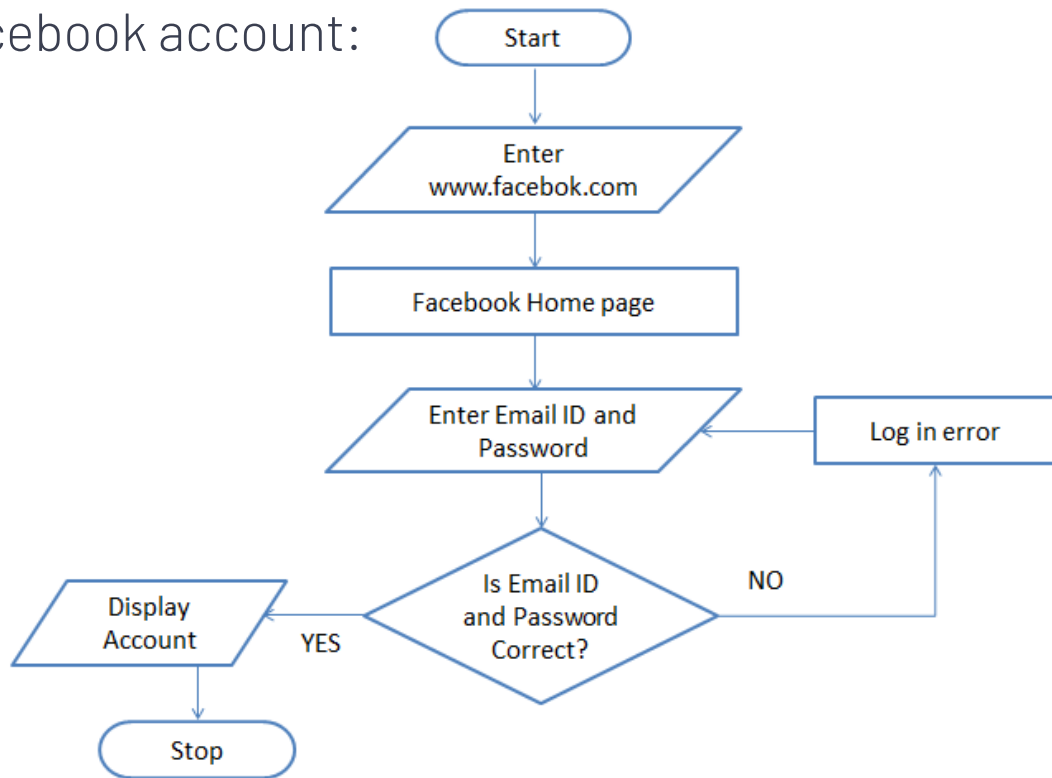 cebook account:
Start
Enter
www.facebok.com
Facebook Home page
Enter Email ID and
Password
Log in error
Is Email ID
and Password
Correct?
NO
YES
Display
Account
Stop